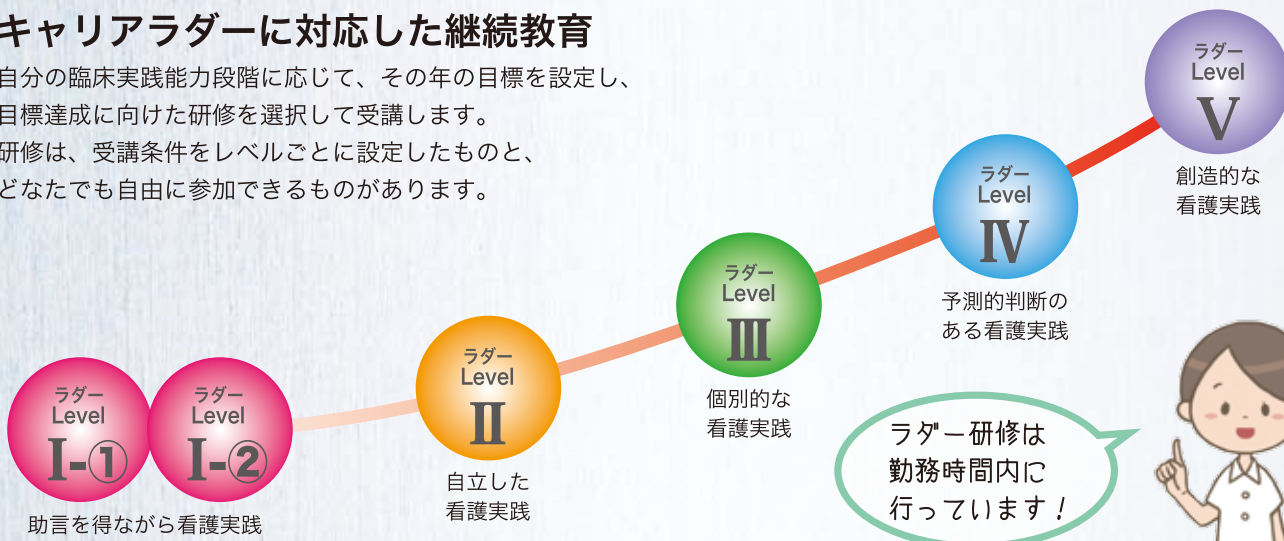 キャリアラダーに対応した継続教育
自分の臨床実践能力段階に応じて、その年の目標を設定し、
目標達成に向けた研修を選択して受講します。
研修は、受講条件をレベルごとに設定したものと、
どなたでも自由に参加できるものがあります。
ラダー
Level
I-①
ラダー
Level
I-②
助言を得ながら看護実践
ラダー
Level
Ⅱ
自立した
看護実践
ラダー
Level
Ⅲ
個別的な
看護実践
ラダー
Level
Ⅳ
予測的判断の
ある看護実践
ラダー
Level
Ⅴ
創造的な
看護実践
ラダー研修は
勤務時間内に
行っています！